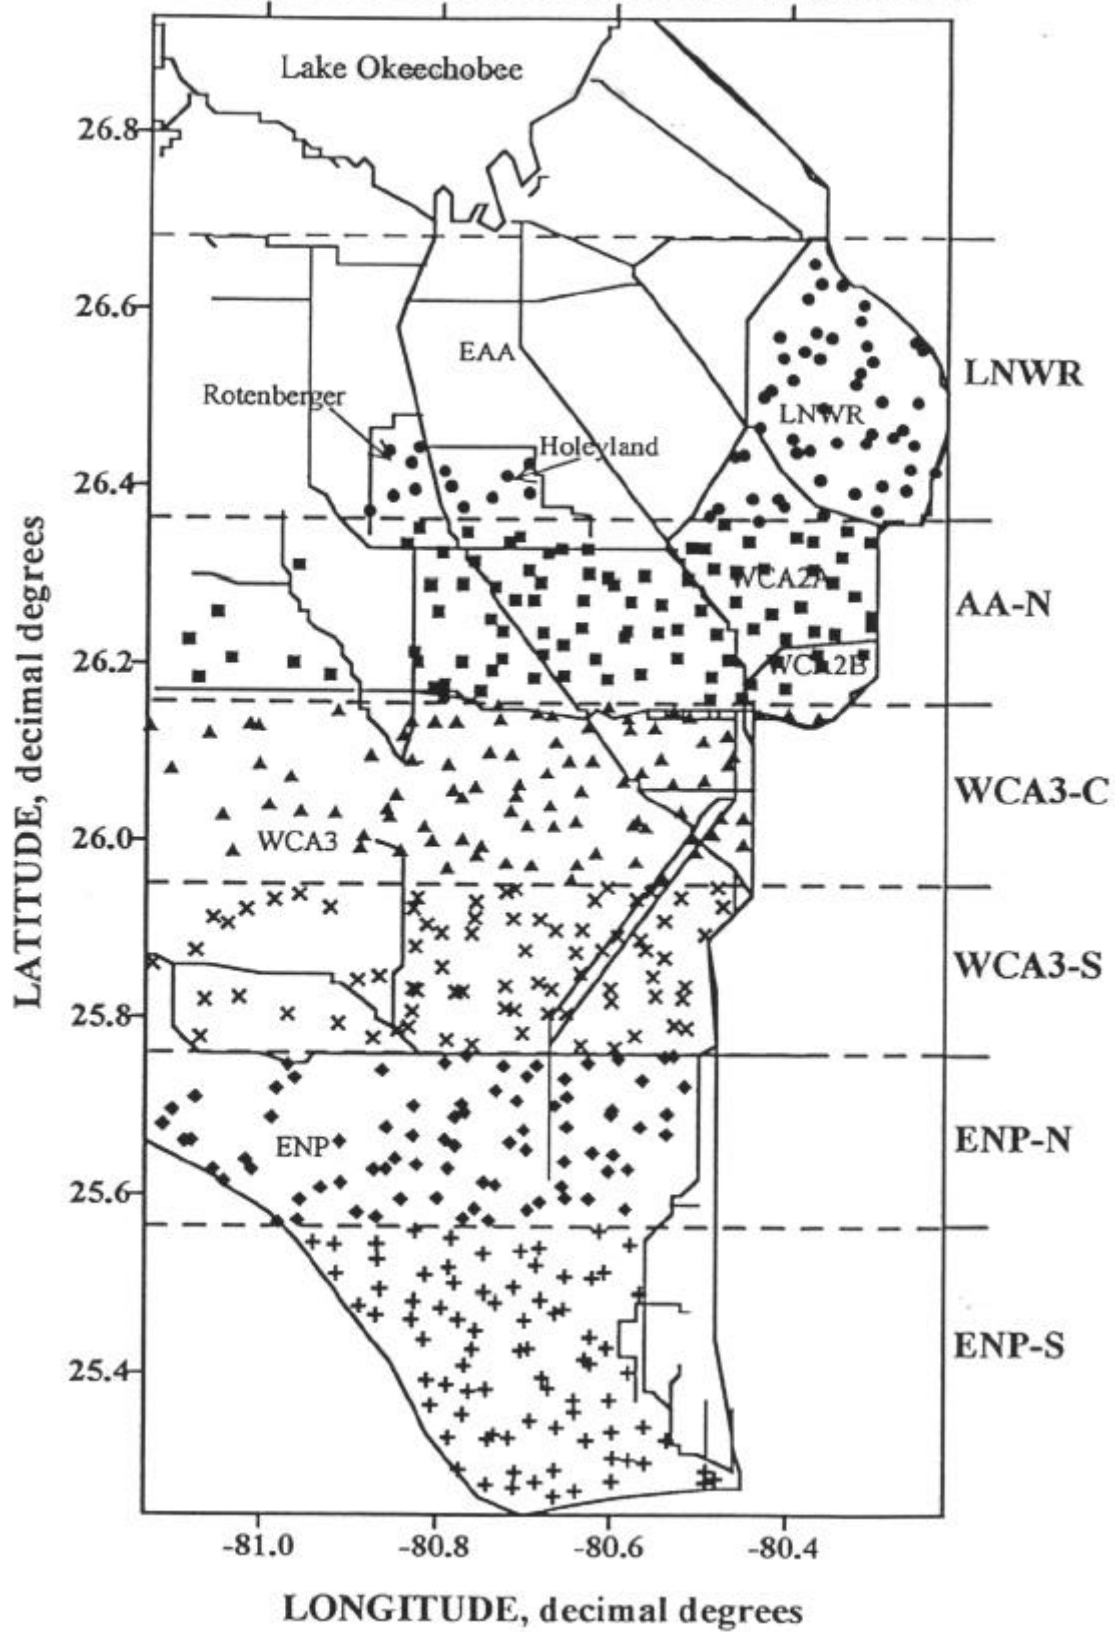 Lake Okeechobee
26.8
26.6
EAA
LNWR
Rotenberger
LNWR
Holeyland
26.4
WCA2A
AA-N
26.2
WCA2B
WCA3-C
26.0
WCA3
WCA3-S
25.8
ENP
ENP-N
25.6
ENP-S
25.4
LATITUDE, decimal degrees
-81.0 -80.8 -80.6 -80.4
LONGITUDE, decimal degrees